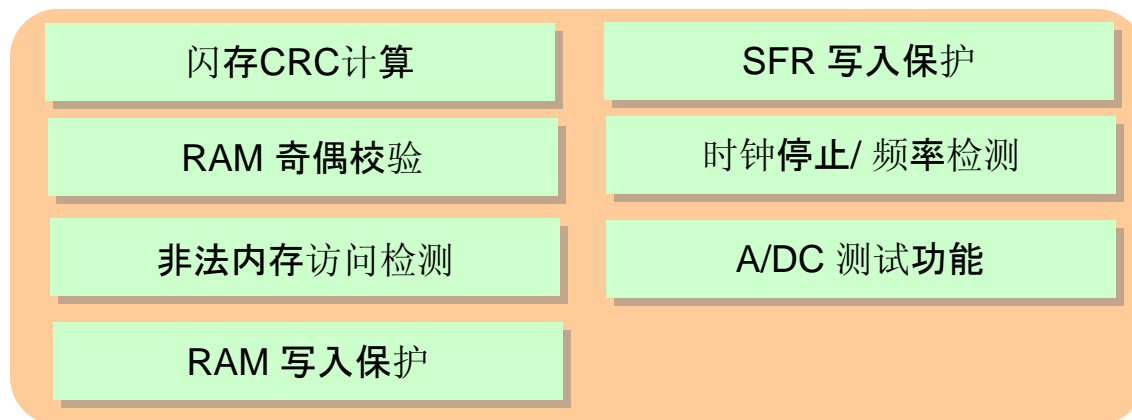 闪存CRC计算
RAM 奇偶校验
非法内存访问检测
RAM 写入保护
SFR 写入保护
时钟停止/ 频率检测
A/DC 测试功能